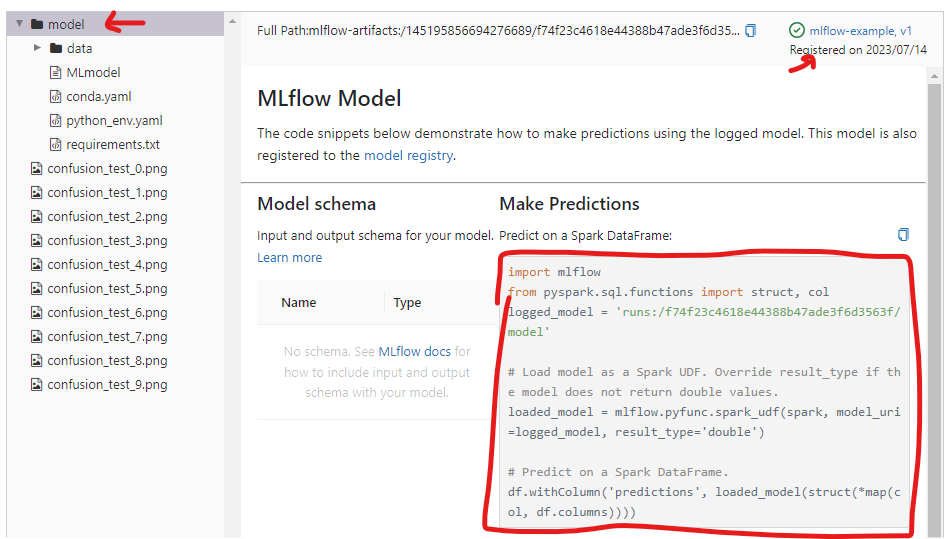 model
data
MLmodel
conda.yaml
python_env.yaml
requirements.txt
confusion_test_0.png
confusion_test_1.png
confusion_test_2.png
confusion_test_3.png
confusion_test_4.png
confusion_test_5.png
confusion_test_6.png
confusion_test_7.png
confusion_test_8.png
confusion_test_9.png
Full Path:mlflow-artifacts:/145195856694276689/f74f23c4618e44388b47ade3f6d35...
mlflow-example, v1
Registered on 2023/07/14
MLflow Model
The code snippets below demonstrate how to make predictions using the logged model. This model is also
registered to the model registry.
Model schema
Input and output schema for your model.
Learn more
Name Type
No schema. See MLflow docs for
how to include input and output
schema with your model.
Make Predictions
Predict on a Spark DataFrame:
import mlflow
from pyspark.sql.functions import struct, col
logged_model = 'runs:/f74f23c4618e44388b47ade3f6d3563f/
model'
# Load model as a Spark UDF. Override result_type if th
e model does not return double values.
loaded_model = mlflow.pyfunc.spark_udf(spark, model_uri
=logged_model, result_type='double')
# Predict on a Spark DataFrame.
df.withColumn('predictions', loaded_model(struct(*map(c
ol, df.columns))))